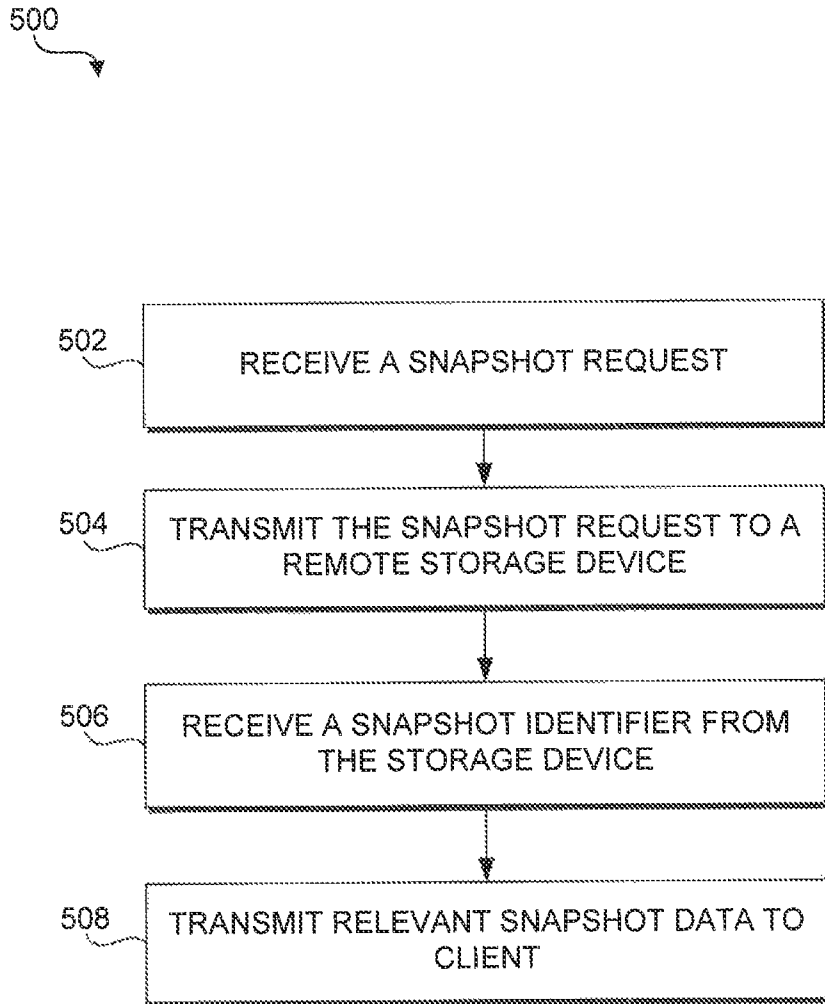 500
502
RECEIVE A SNAPSHOT REQUEST
504
TRANSMIT THE SNAPSHOT REQUEST TO A
REMOTE STORAGE DEVICE
506
RECEIVE A SNAPSHOT IDENTIFIER FROM
THE STORAGE DEVICE
508
TRANSMIT RELEVANT SNAPSHOT DATA TO
CLIENT